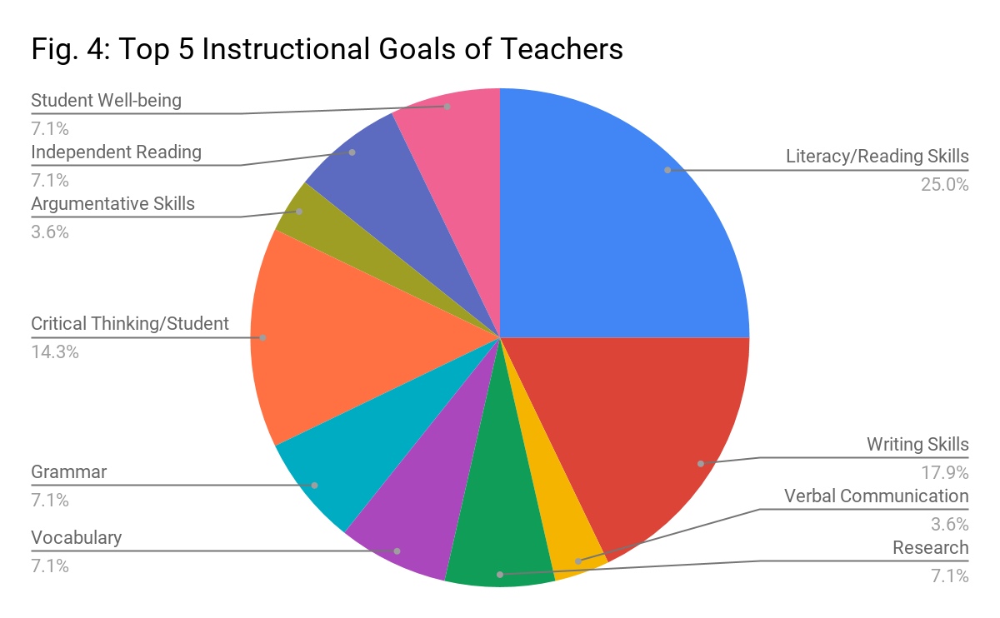 Fig. 4: Top 5 Instructional Goals of Teachers
Student Well-being
7.1%
Independent Reading
7.1%
Argumentative Skills
3.6%
Critical Thinking/Student
14.3%
Grammar
7.1%
Vocabulary
7.1%
Literacy/Reading Skills
25.0%
Writing Skills
17.9%
Verbal Communication
3.6%
Research
7.1%